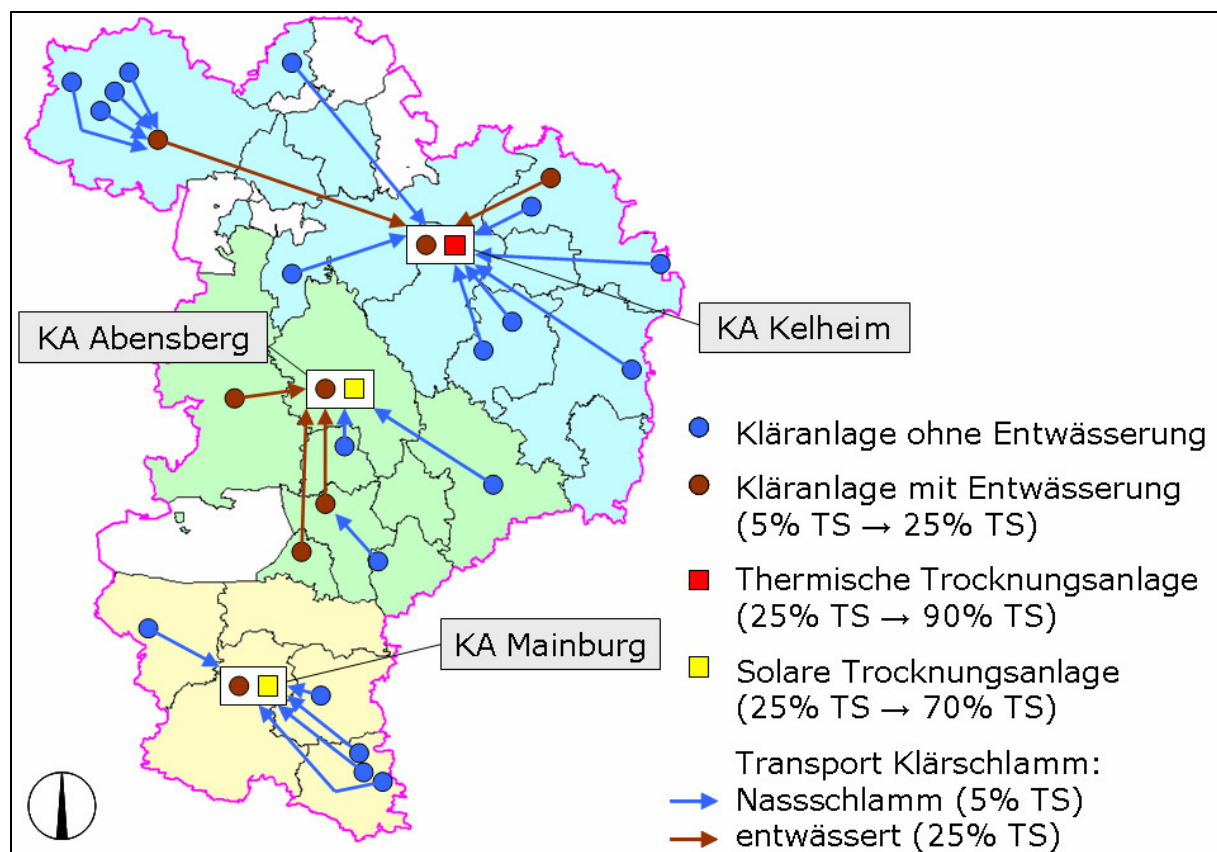 KA Abensberg
KA Kelheim
KA Mainburg
Kläranlage ohne Entwässerung
Kläranlage mit Entwässerung
(5% TS → 25% TS)
Thermische Trocknungsanlage
(25% TS → 90% TS)
Solare Trocknungsanlage
(25% TS → 70% TS)
Transport Klärschlamm:
Nassschlamm (5% TS)
entwässert (25% TS)